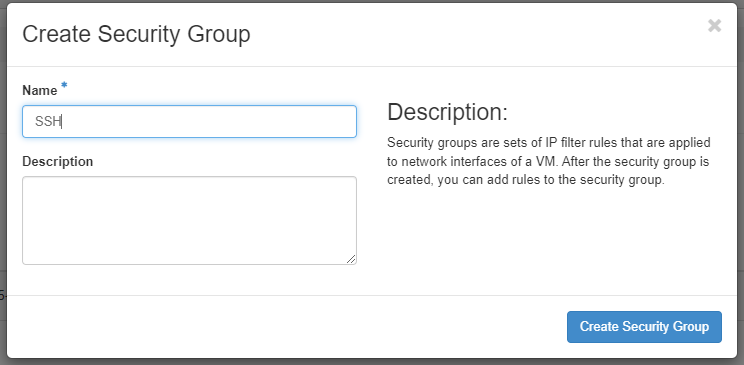 Create Security Group
×
Name *
SSH
Description
Description:
Security groups are sets of IP filter rules that are applied
to network interfaces of a VM. After the security group is
created, you can add rules to the security group.
Create Security Group